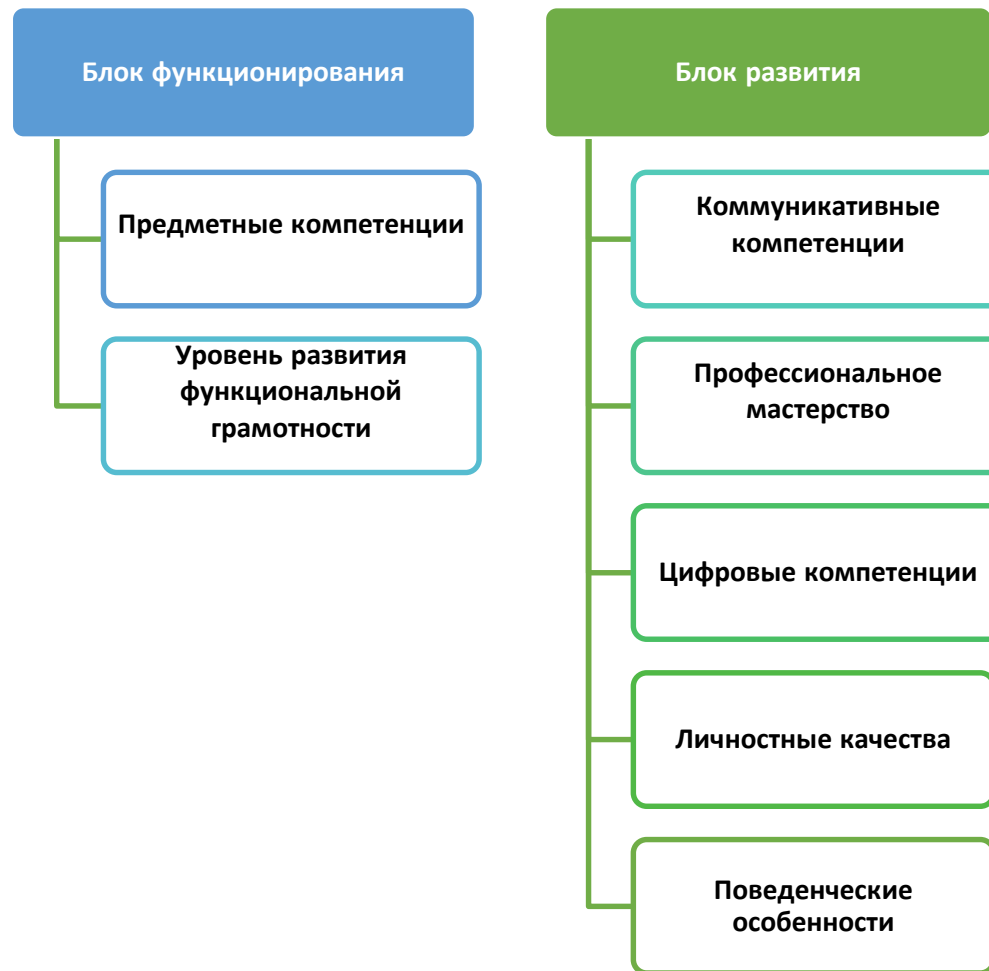 Блок функционирования
Предметные компетенции
Уровень развития
функциональной
грамотности
Блок развития
Коммуникативные
компетенции
Профессиональное
мастерство
Цифровые компетенции
Личностные качества
Поведенческие
особенности